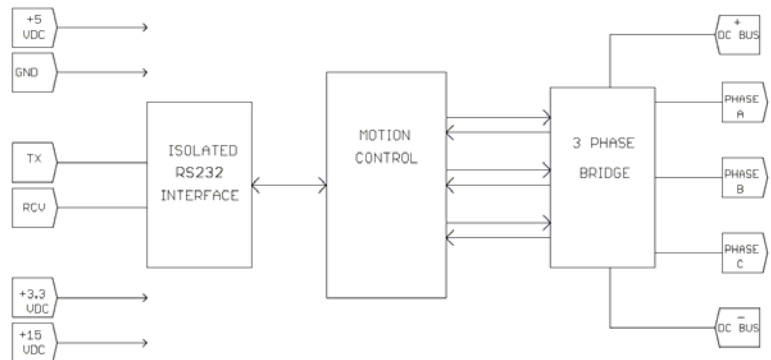 +5
VDC
GND
TX
RCV
+3.3
VDC
+15
VDC
ISOLATED
RS232
INTERFACE
MOTION
CONTROL
3 PHASE
BRIDGE
+
DC BUS
PHASE
A
PHASE
B
PHASE
C
-
DC BUS